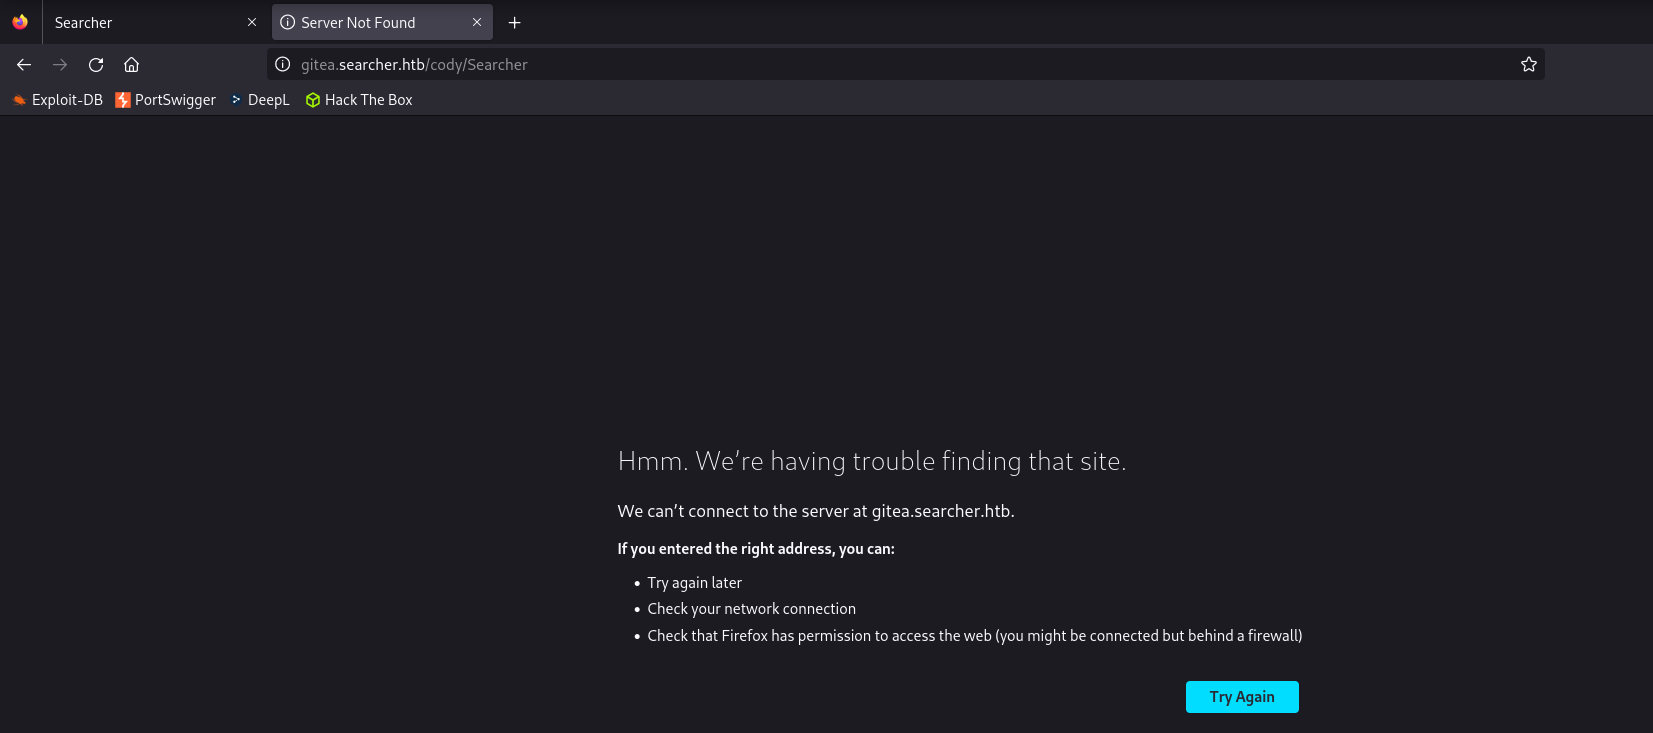 Searcher
Server Not Found
gitea.searcher.htb/cody/Searcher
Exploit-DB PortSwigger DeepL Hack The Box
Hmm. We’re having trouble finding that site.
We can’t connect to the server at gitea.searcher.htb.
If you entered the right address, you can:
• Try again later
• Check your network connection
• Check that Firefox has permission to access the web (you might be connected but behind a firewall)
Try Again